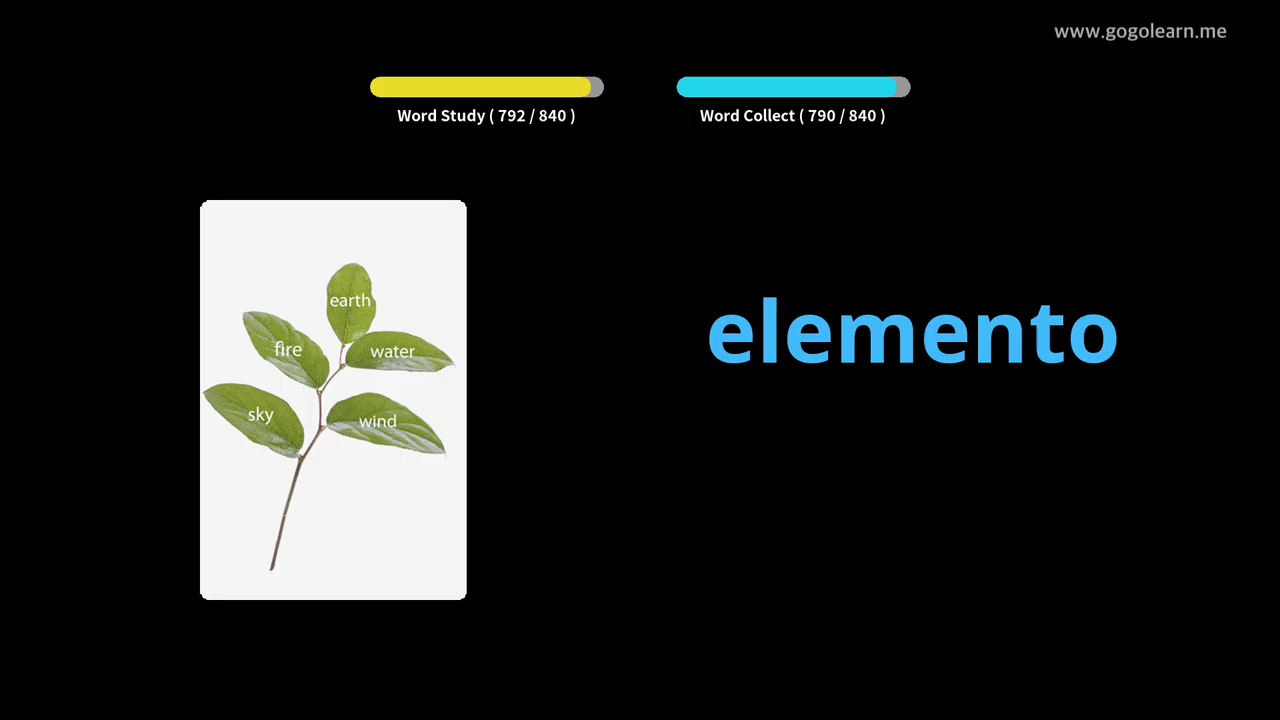 www.gogolearn.me
Word Study ( 792 / 840 )
Word Collect ( 790 / 840 )
earth
fire
water
sky
wind
elemento